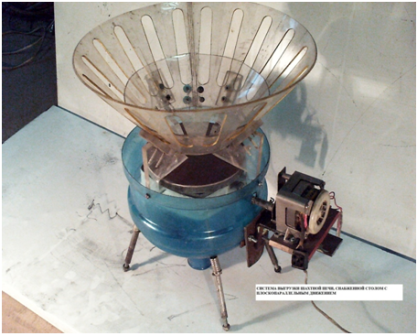 СИСТЕМА ВЫГРУЗКИ ШАХТНОЙ ПЕЧИ, СНАБЖЕННОЙ СТОЛОМ С
ПЛОСКОПАРАЛЛЕЛЬНЫМ ДВИЖЕНИЕМ